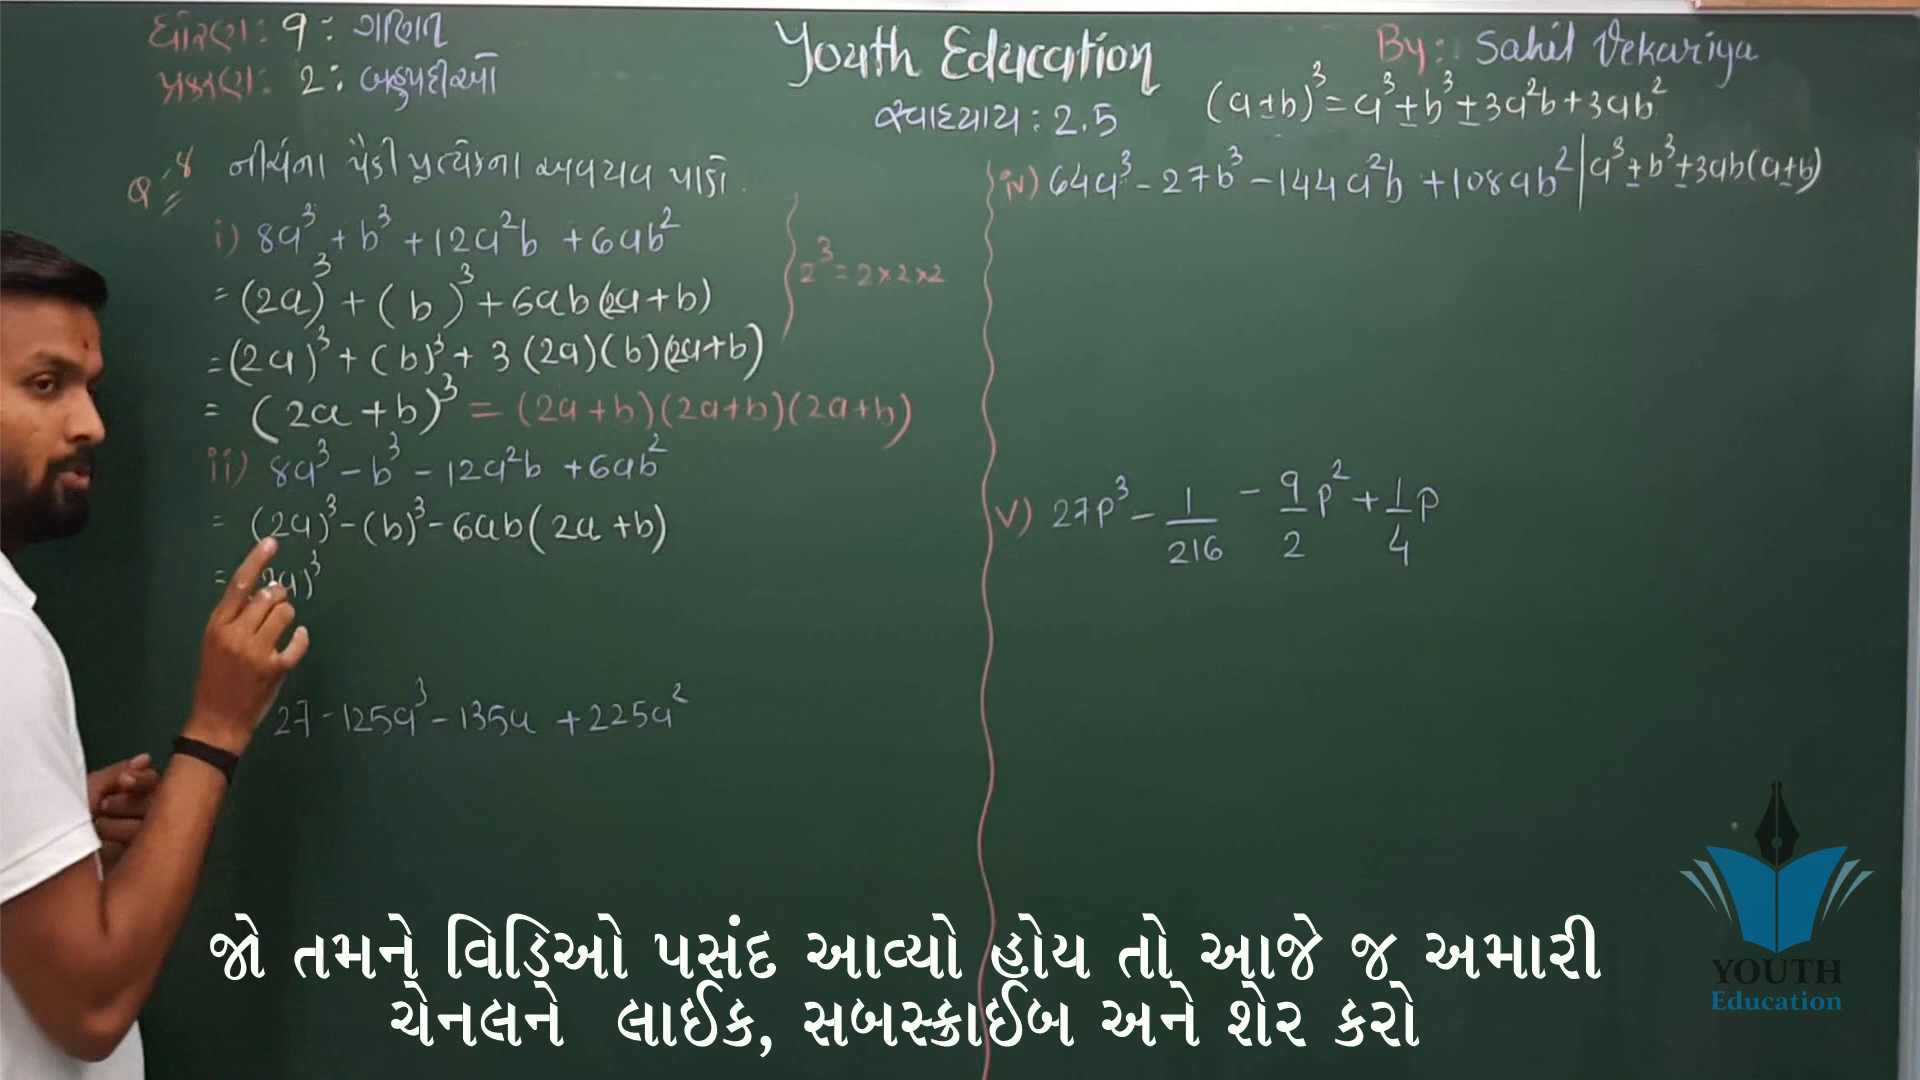 ધોરણ : 9 : ગણિત
પ્રકરણ : 2 : બહુપદીઓ
Youth Education
સ્વાધ્યાય : 2.5
By : Sahil Vekariya
(a±b)³ = a³ ± b³ ± 3a²b + 3ab²
a³ ± b³ ± 3ab(a±b)
Q.4 નીચેના પૈકી પ્રત્યેકના અવયવ પાડો.
i) 8a³ + b³ + 12a²b + 6ab²
= (2a)³ + (b)³ + 6ab(2a+b)
= (2a)³ + (b)³ + 3(2a)(b)(2a+b)
= (2a+b)³ = (2a+b)(2a+b)(2a+b)
2³ = 2×2×2
ii) 8a³ - b³ - 12a²b + 6ab²
= (2a)³ - (b)³ - 6ab(2a+b)
= 2a)³
27 - 125a³ - 135a + 225a²
iv) 64a³ - 27b³ - 144a²b + 108ab²
v) 27p³ - 1/216 - 9/2 p² + 1/4 p
YOUTH
Education
જો તમને વિડિઓ પસંદ આવ્યો હોય તો આજે જ અમારી
ચેનલને લાઈક, સબસ્ક્રાઈબ અને શેર કરો